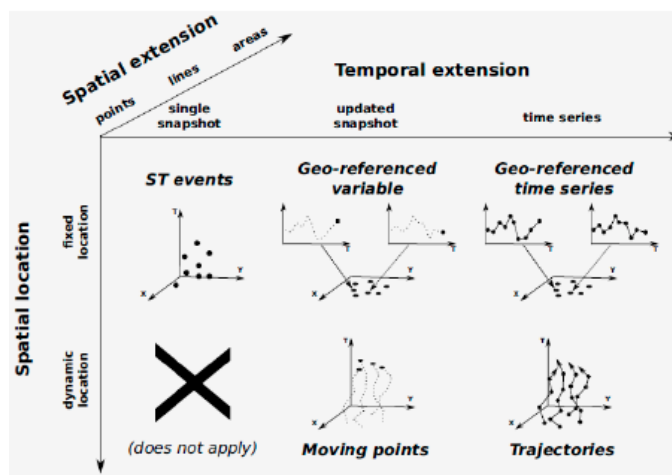 Spatial extension
points
lines
areas
Temporal extension
single
snapshot
updated
snapshot
time series
Spatial location
fixed
location
ST events
T
Y
X
Geo-referenced
variable
T
T
Y
X
Geo-referenced
time series
T
T
Y
X
dynamic
location
(does not apply)
T
Y
X
Moving points
T
Y
X
Trajectories